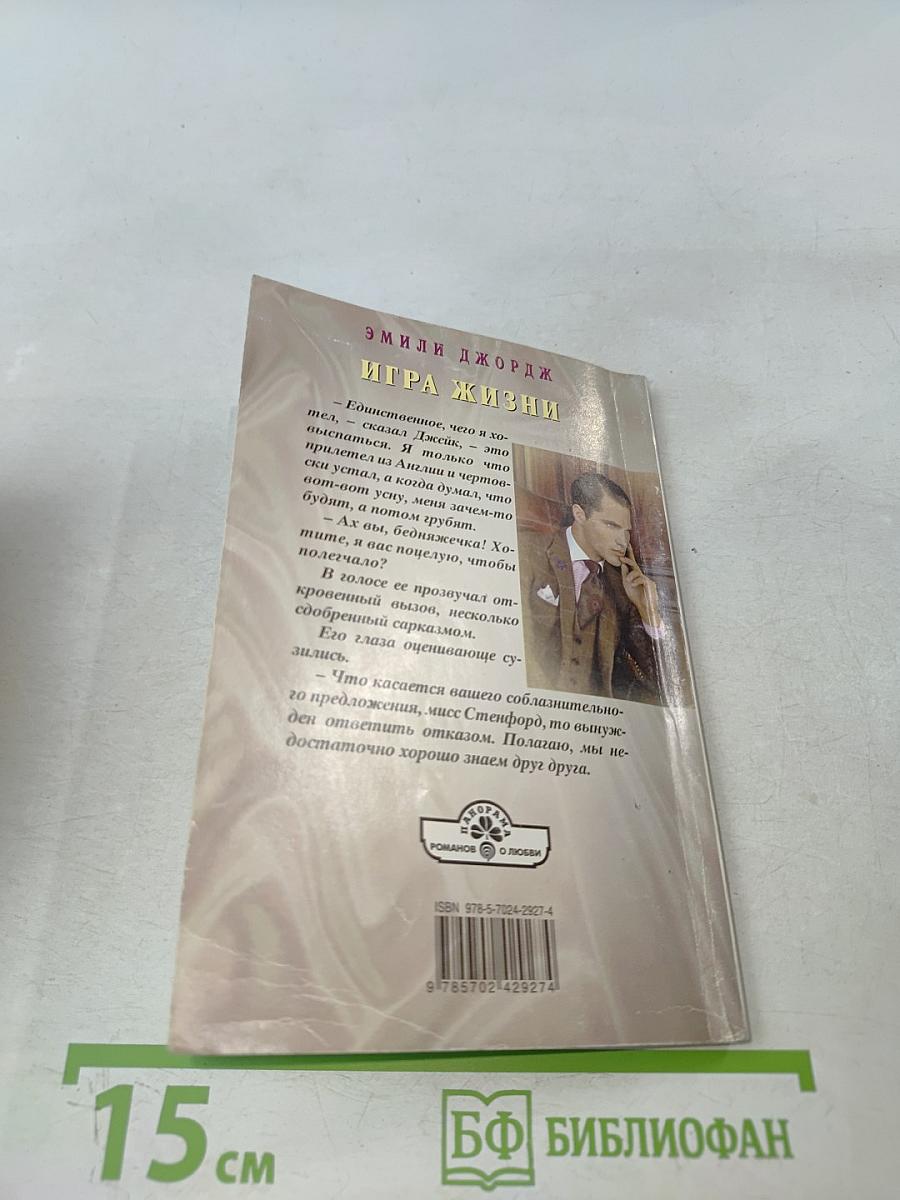 ЭМИЛИ ДЖОРДЖ
ИГРА ЖИЗНИ
– Единственное, чего я хо-
тел, – сказал Джейк, – это
выспаться. Я только что
прилетел из Англии и чертов-
ски устал, а когда думал, что
вот-вот усну, меня зачем-то
будят, а потом грубят.
– Ах вы, бедняжечка! Хо-
тите, я вас поцелую, чтобы
полегчало?
В голосе ее прозвучал от-
кровенный вызов, несколько
сдобренный сарказмом.
Его глаза оценивающе су-
зились.
– Что касается вашего соблазнительно-
го предложения, мисс Стенфорд, то вынуж-
ден ответить отказом. Полагаю, мы не-
достаточно хорошо знаем друг друга.
ПАНОРАМА
РОМАНОВ О ЛЮБВИ
ISBN 978-5-7024-2927-4
9 785702 429274
15 см
БФ БИБЛИОФАН